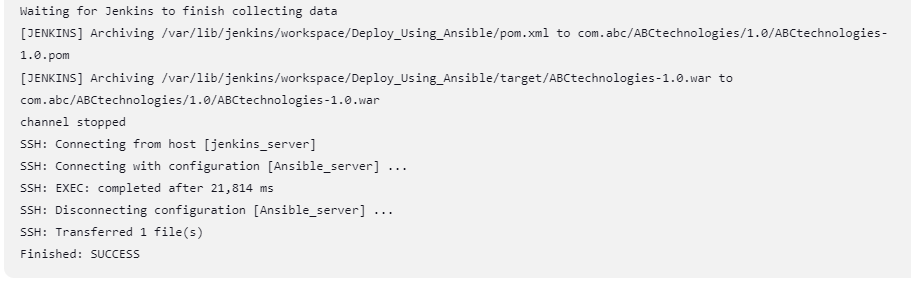 Waiting for Jenkins to finish collecting data
[JENKINS] Archiving /var/lib/jenkins/workspace/Deploy_Using_Ansible/pom.xml to com.abc/ABCtechnologies/1.0/ABCtechnologies-
1.0.pom
[JENKINS] Archiving /var/lib/jenkins/workspace/Deploy_Using_Ansible/target/ABCtechnologies-1.0.war to
com.abc/ABCtechnologies/1.0/ABCtechnologies-1.0.war
channel stopped
SSH: Connecting from host [jenkins_server]
SSH: Connecting with configuration [Ansible_server] ...
SSH: EXEC: completed after 21,814 ms
SSH: Disconnecting configuration [Ansible_server] ...
SSH: Transferred 1 file(s)
Finished: SUCCESS